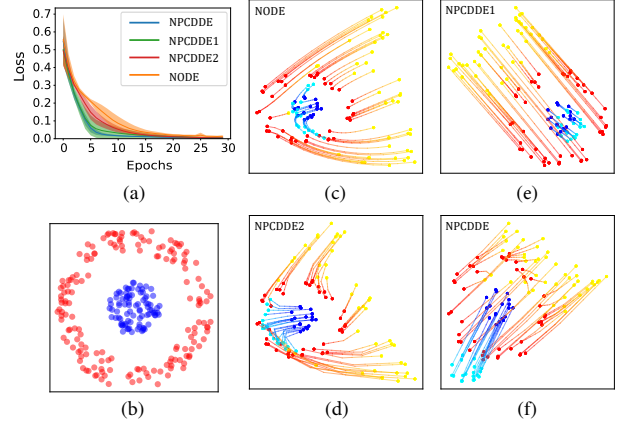 0.7
0.6
0.5
0.4
0.3
0.2
0.1
0.0
Loss
0 5 10 15 20 25 30
Epochs
NPCDDE
NPCDDE1
NPCDDE2
NODE
(a)
NODE
(c)
NPCDDE1
(e)
(b)
NPCDDE2
(d)
NPCDDE
(f)